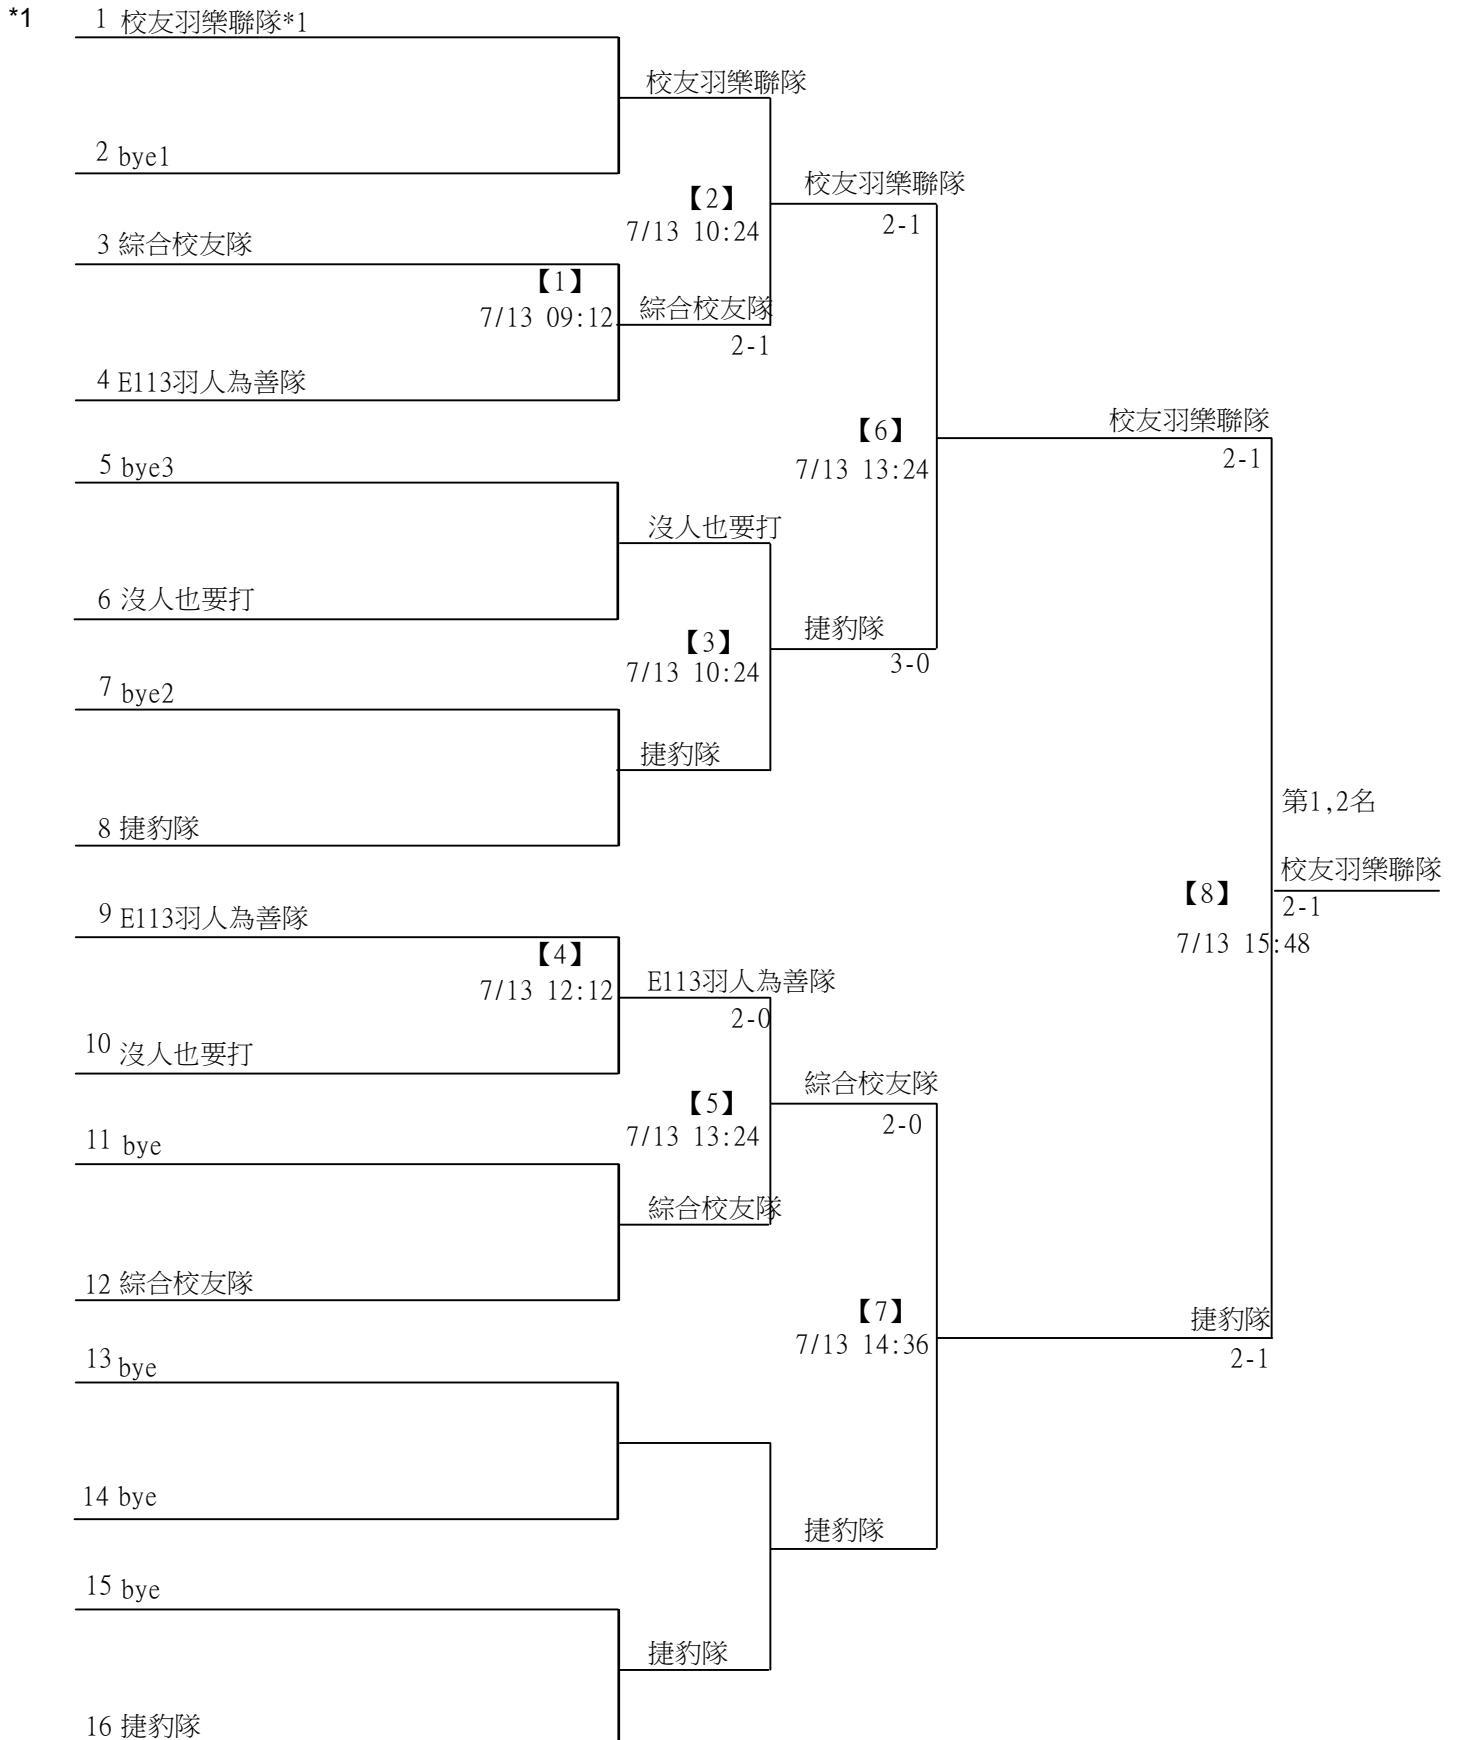 *1
1 校友羽樂聯隊*1
校友羽樂聯隊
2 bye1
【2】
7/13 10:24
校友羽樂聯隊
2-1
3 綜合校友隊
【1】
7/13 09:12
綜合校友隊
2-1
4 E113羽人為善隊
【6】
7/13 13:24
校友羽樂聯隊
2-1
5 bye3
沒人也要打
6 沒人也要打
【3】
7/13 10:24
捷豹隊
3-0
7 bye2
捷豹隊
8 捷豹隊
第1,2名
校友羽樂聯隊
【8】
2-1
7/13 15:48
9 E113羽人為善隊
【4】
7/13 12:12
E113羽人為善隊
2-0
10 沒人也要打
【5】
7/13 13:24
綜合校友隊
2-0
11 bye
綜合校友隊
12 綜合校友隊
【7】
7/13 14:36
捷豹隊
2-1
13 bye
14 bye
捷豹隊
15 bye
捷豹隊
16 捷豹隊